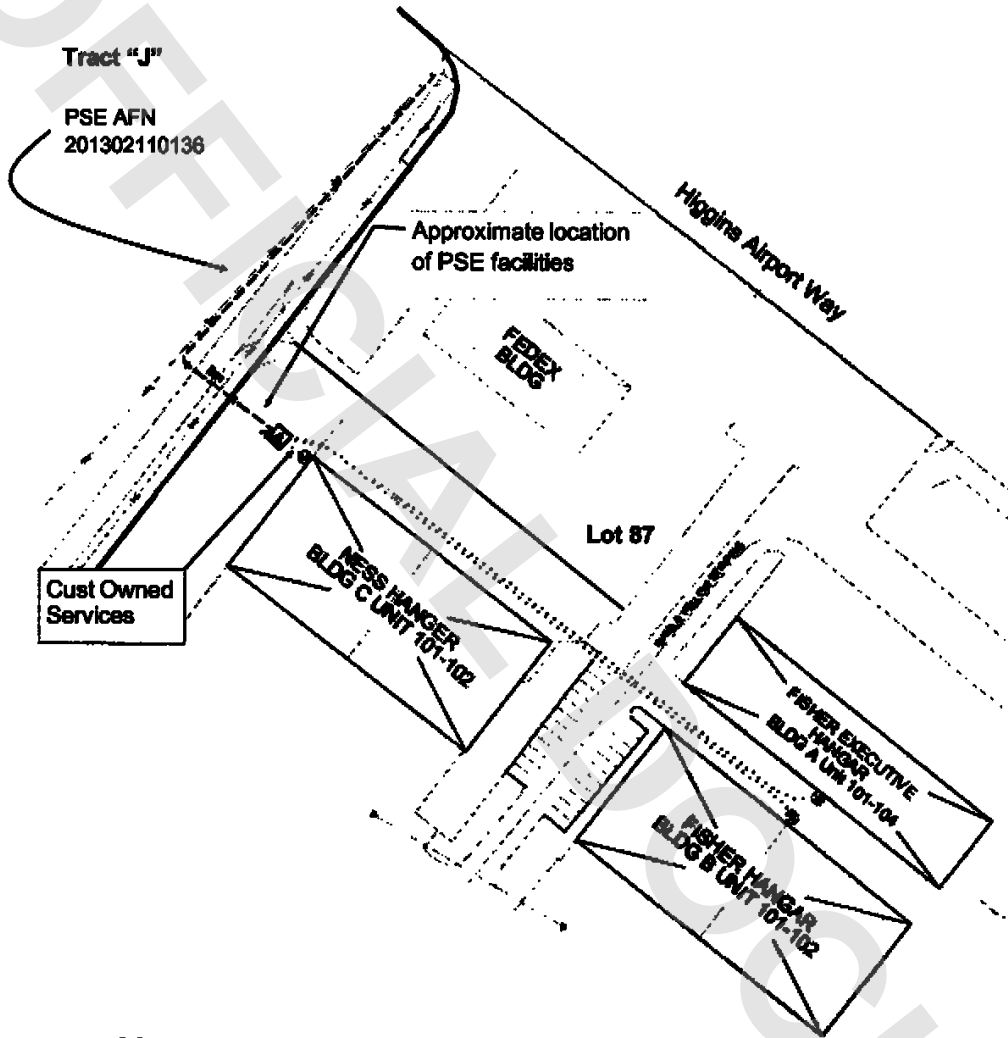 Tract “J”
PSE AFN
201302110136
Higgins Airport Way
Approximate location
of PSE facilities
FEDEX
BLDG
Lot 87
Cust Owned
Services
NESS HANGER
BLDG C UNIT 101-102
FISHER EXECUTIVE
HANGAR
BLDG A Unit 101-104
FISHER HANGAR
BLDG B UNIT 101-102